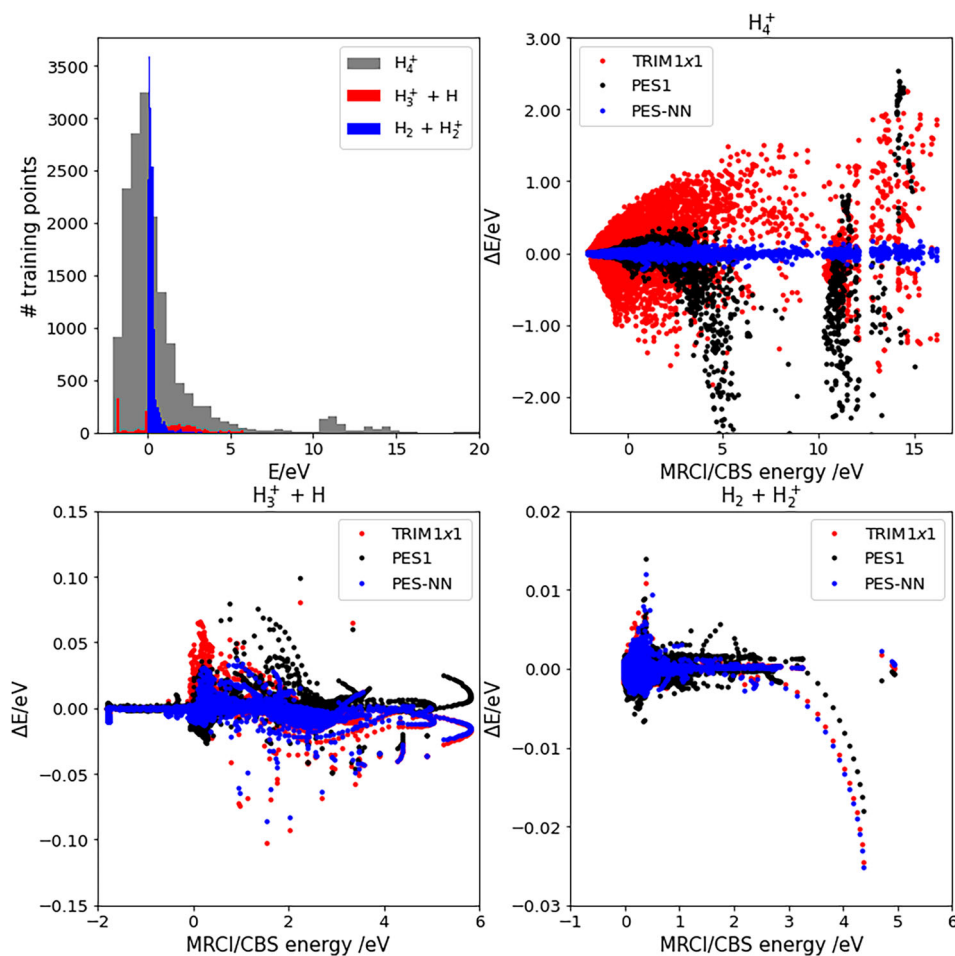 # training points
3500
3000
2500
2000
1500
1000
500
0
0
5
10
15
20
E/eV
H₄⁺
H₃⁺ + H
H₂ + H₂⁺
H₄⁺
ΔE/eV
3.00
2.00
1.00
0.00
−1.00
−2.00
0
5
10
15
MRCI/CBS energy /eV
TRIM1x1
PES1
PES-NN
H₃⁺ + H
ΔE/eV
0.15
0.10
0.05
0.00
−0.05
−0.10
−0.15
−2
0
2
4
6
MRCI/CBS energy /eV
TRIM1x1
PES1
PES-NN
H₂ + H₂⁺
ΔE/eV
0.02
0.01
0.00
−0.01
−0.02
−0.03
−1
0
1
2
3
4
5
6
MRCI/CBS energy /eV
TRIM1x1
PES1
PES-NN